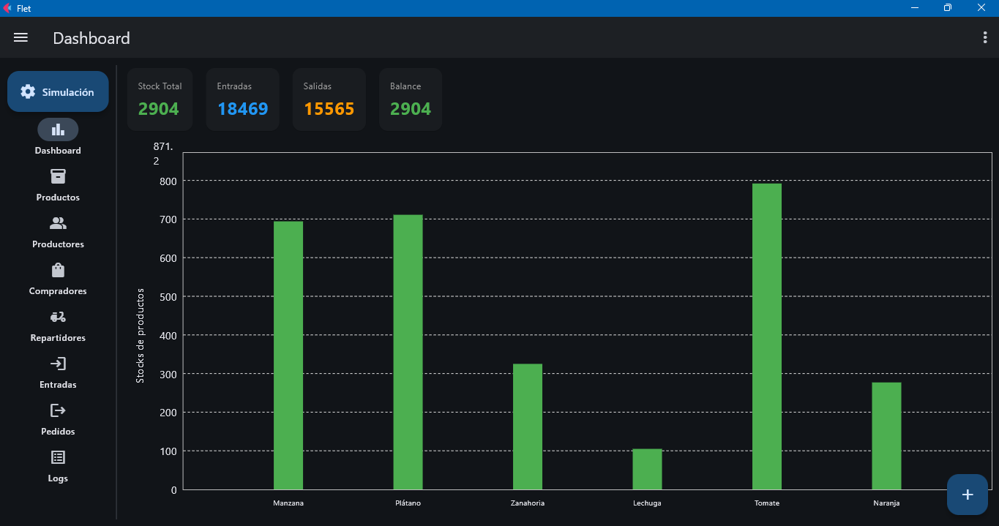 Flet
Dashboard
Simulación
Dashboard
Productos
Productores
Compradores
Repartidores
Entradas
Pedidos
Logs
Stock Total
2904
Entradas
18469
Salidas
15565
Balance
2904
Stocks de productos
871.
2
800
700
600
500
400
300
200
100
0
Manzana
Plátano
Zanahoria
Lechuga
Tomate
Naranja